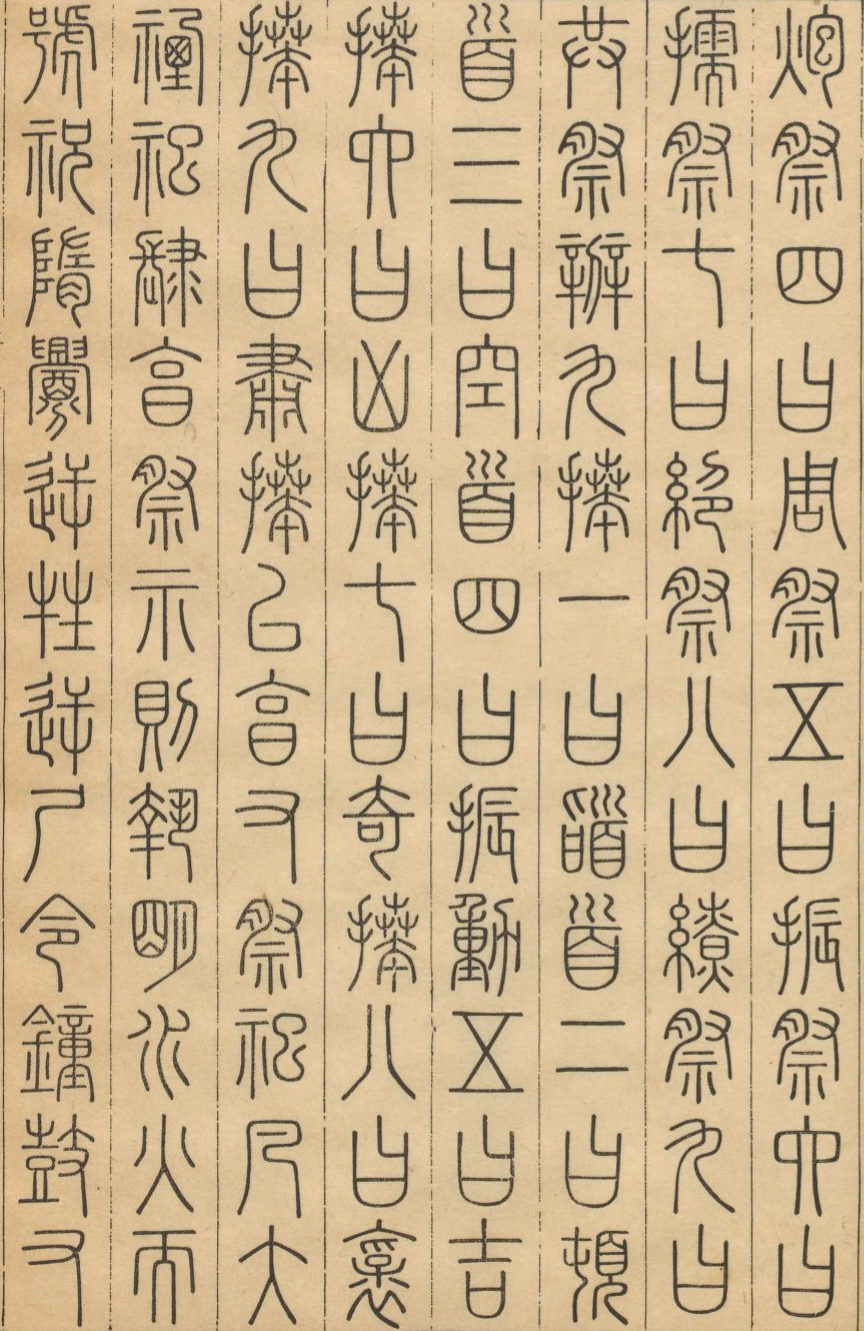 炮祭四曰周祭五曰振祭六曰
擩祭七曰絕祭八曰繚祭九曰
共祭辨九拜一曰䭫首二曰頓
首三曰空首四曰振動五曰吉
拜六曰凶拜七曰奇拜八曰褒
拜九曰肅拜以享右祭祀凡大
禋祀肆享祭示則執明水火而
號祝隋釁逆牲逆尸令鐘鼓右